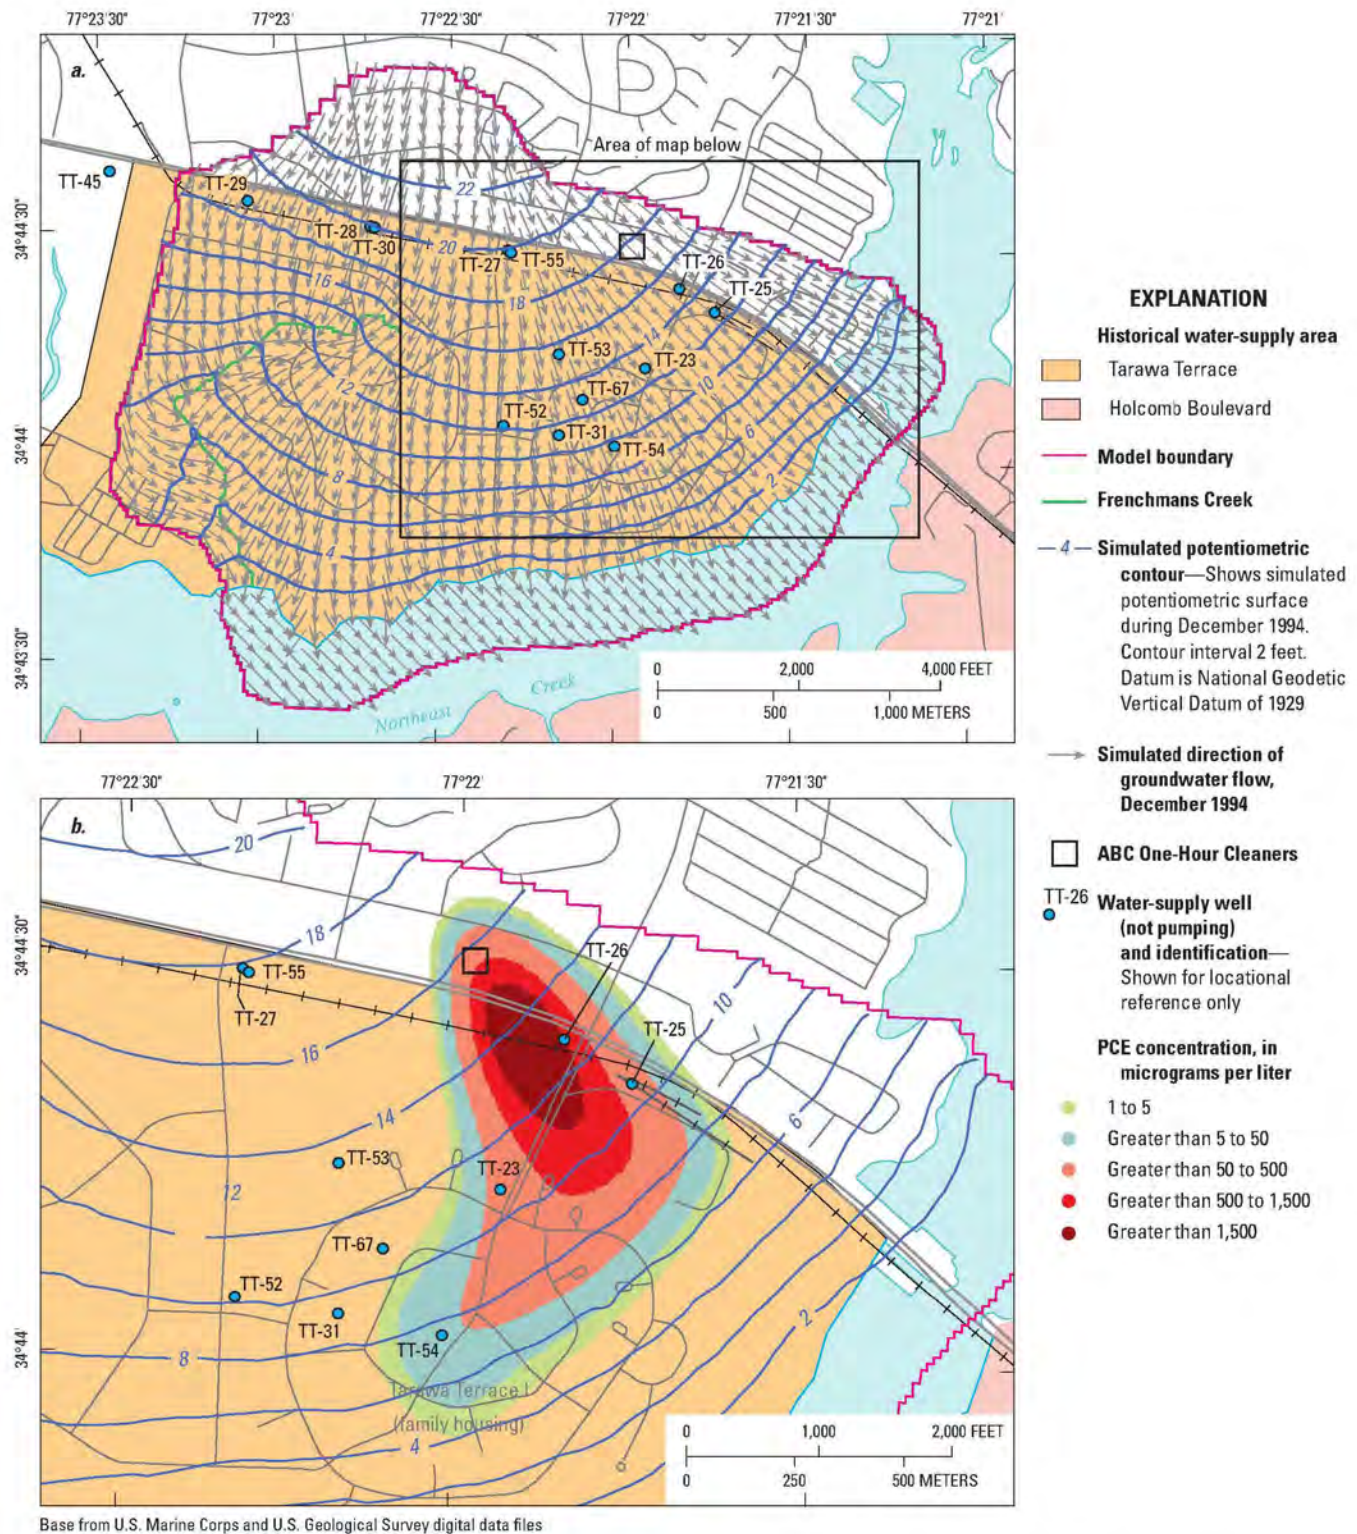 77°23'30"
77°23'
77°22'30"
77°22'
77°21'30"
77°21'
a.
Area of map below
34°44'30"
34°44'
34°43'30"
TT-45
TT-29
TT-28
TT-30
TT-27
TT-55
TT-26
TT-25
TT-53
TT-23
TT-67
TT-52
TT-31
TT-54
22
20
18
16
14
12
10
8
6
4
2
Northeast Creek
0 2,000 4,000 FEET
0 500 1,000 METERS
77°22'30"
77°22'
77°21'30"
b.
34°44'30"
34°44'
20
18
16
14
12
10
8
6
4
2
TT-55
TT-27
TT-26
TT-25
TT-53
TT-23
TT-67
TT-52
TT-31
TT-54
Tarawa Terrace I
(family housing)
0 1,000 2,000 FEET
0 250 500 METERS
Base from U.S. Marine Corps and U.S. Geological Survey digital data files
EXPLANATION
Historical water-supply area
Tarawa Terrace
Holcomb Boulevard
Model boundary
Frenchmans Creek
4 Simulated potentiometric
contour—Shows simulated
potentiometric surface
during December 1994.
Contour interval 2 feet.
Datum is National Geodetic
Vertical Datum of 1929
Simulated direction of
groundwater flow,
December 1994
ABC One-Hour Cleaners
TT-26 Water-supply well
(not pumping)
and identification—
Shown for locational
reference only
PCE concentration, in
micrograms per liter
1 to 5
Greater than 5 to 50
Greater than 50 to 500
Greater than 500 to 1,500
Greater than 1,500